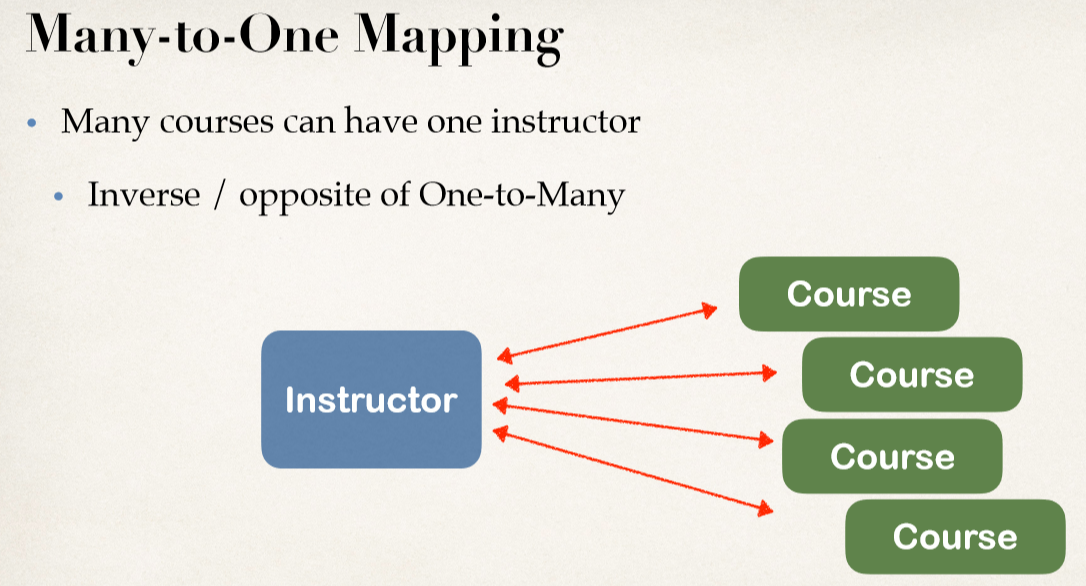 Many-to-One Mapping
• Many courses can have one instructor
• Inverse / opposite of One-to-Many
Course
Course
Instructor
Course
Course